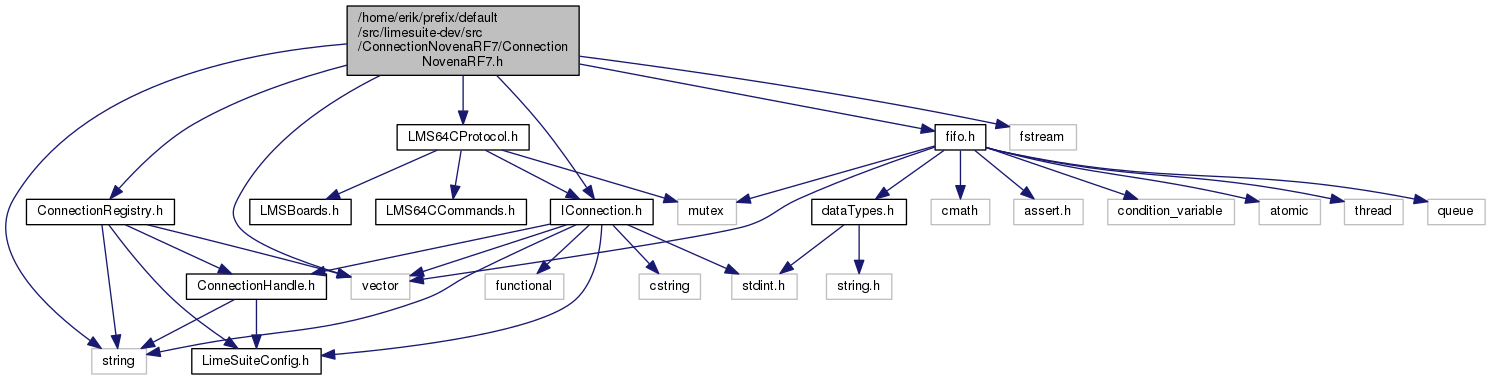 /home/erik/prefix/default
/src/limesuite-dev/src
/ConnectionNovenaRF7/Connection
NovenaRF7.h
LMS64CProtocol.h
fifo.h
fstream
ConnectionRegistry.h
LMSBoards.h
LMS64CCommands.h
IConnection.h
mutex
dataTypes.h
cmath
assert.h
condition_variable
atomic
thread
queue
ConnectionHandle.h
vector
functional
cstring
stdint.h
string.h
string
LimeSuiteConfig.h